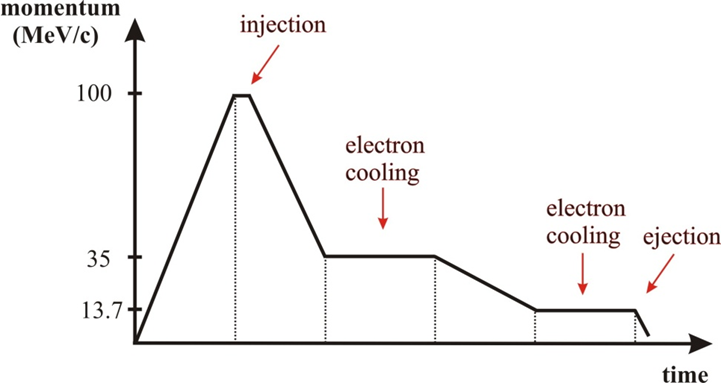 momentum
(MeV/c)
injection
100
electron
cooling
electron
cooling
ejection
35
13.7
time